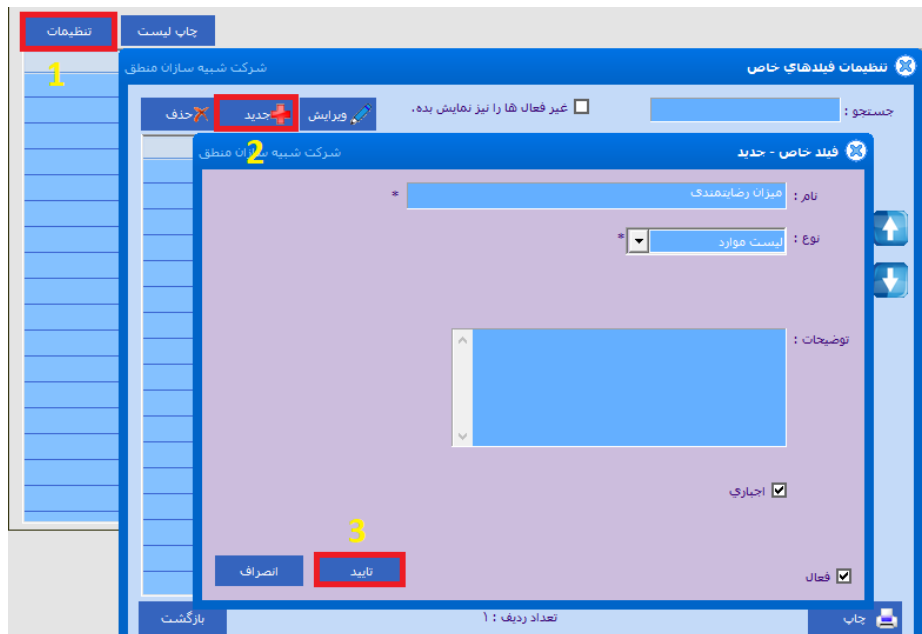 تنظیمات
چاپ لیست
1
تنظیمات فیلدهاي خاص
شرکت شبیه سازان منطق
جستجو :
غیر فعال ها را نیز نمایش بده.
ویرایش
جدید
حذف
2
فیلد خاص - جدید
شرکت شبیه سازان منطق
نام : میزان رضایتمندی *
نوع : لیست موارد *
توضیحات :
اجباري
3
تایید
انصراف
فعال
چاپ
تعداد ردیف : ۱
بازگشت